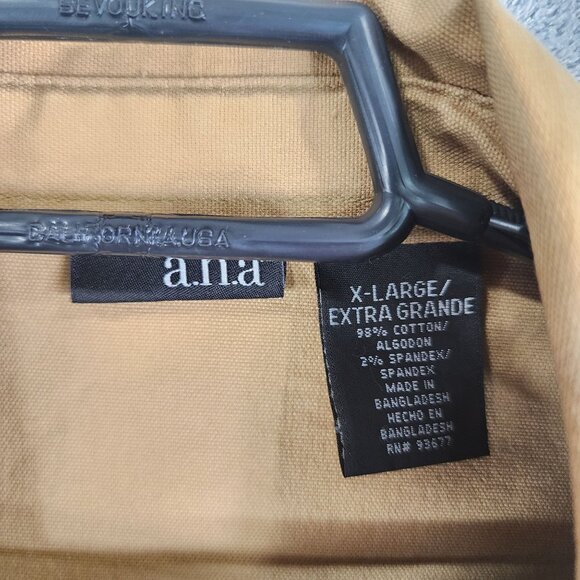 BEVOUKING
CALIFORNIA USA
a.n.a
X-LARGE/
EXTRA GRANDE
98% COTTON/
ALGODON
2% SPANDEX/
SPANDEX
MADE IN
BANGLADESH
HECHO EN
BANGLADESH
RN# 93677